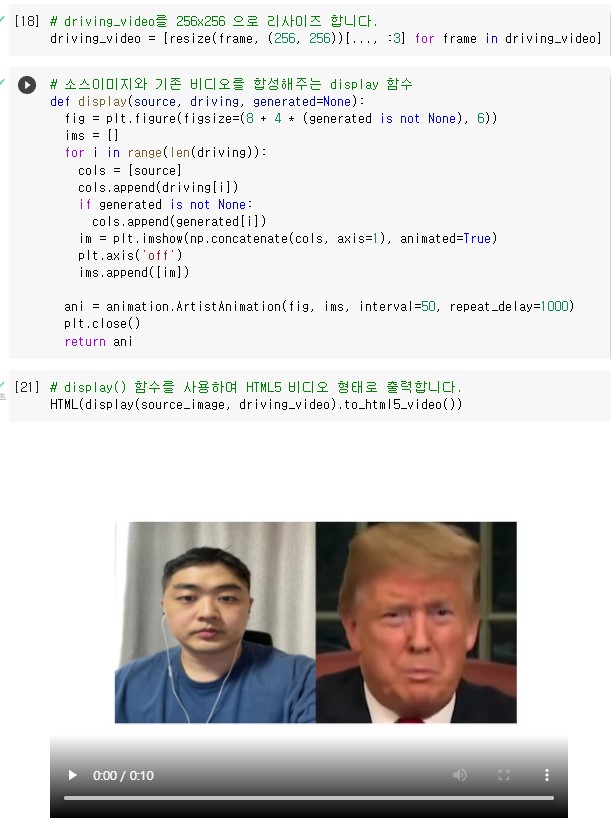 [18] # driving_video를 256x256 으로 리사이즈 합니다.
driving_video = [resize(frame, (256, 256))[..., :3] for frame in driving_video]
# 소스이미지와 기존 비디오를 합성해주는 display 함수
def display(source, driving, generated=None):
  fig = plt.figure(figsize=(8 + 4 * (generated is not None), 6))
  ims = []
  for i in range(len(driving)):
    cols = [source]
    cols.append(driving[i])
    if generated is not None:
      cols.append(generated[i])
    im = plt.imshow(np.concatenate(cols, axis=1), animated=True)
    plt.axis('off')
    ims.append([im])
  ani = animation.ArtistAnimation(fig, ims, interval=50, repeat_delay=1000)
  plt.close()
  return ani
[21] # display() 함수를 사용하여 HTML5 비디오 형태로 출력합니다.
초
HTML(display(source_image, driving_video).to_html5_video())
0:00 / 0:10